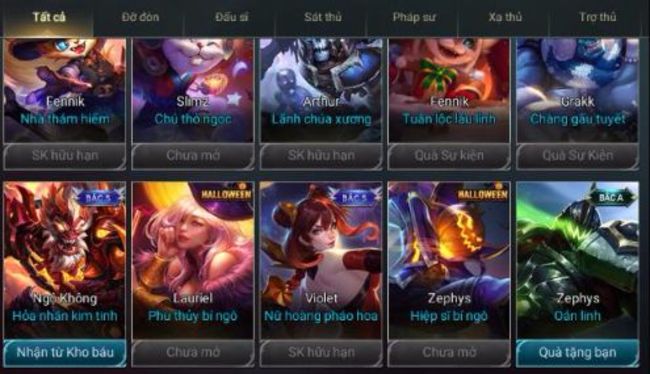 Tất cả
Đỡ đòn
Đấu sĩ
Sát thủ
Pháp sư
Xạ thủ
Trợ thủ
Fennik
Slimz
Arthur
Fennik
Grakk
Nhà thám hiểm
Chú thỏ ngọc
Lãnh chúa xương
Tuần lộc láu lỉnh
Chàng gấu tuyết
SK hữu hạn
Chưa mở
SK hữu hạn
Quà Sự kiện
Quà Sự Kiện
BẬC S
HALLOWEEN
BẬC S
HALLOWEEN
BẬC A
Ngộ Không
Lauriel
Violet
Zephys
Zephys
Hỏa nhãn kim tinh
Phù thủy bí ngô
Nữ hoàng pháo hoa
Hiệp sĩ bí ngô
Oán linh
Nhận từ Kho báu
Chưa mở
SK hữu hạn
Chưa mở
Quà tặng bạn